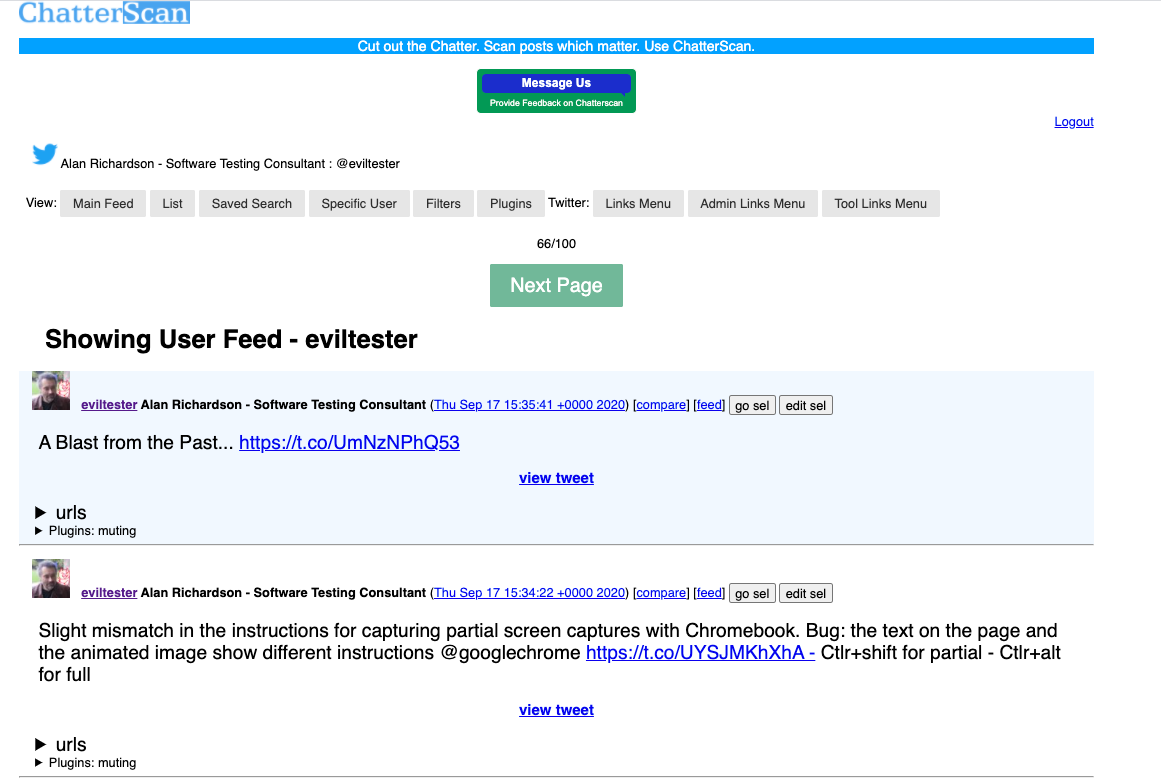 ChatterScan
Cut out the Chatter. Scan posts which matter. Use ChatterScan.
Message Us
Provide Feedback on Chatterscan
Logout
Alan Richardson - Software Testing Consultant : @eviltester
View: Main Feed List Saved Search Specific User Filters Plugins Twitter: Links Menu Admin Links Menu Tool Links Menu
66/100
Next Page
Showing User Feed - eviltester
eviltester Alan Richardson - Software Testing Consultant (Thu Sep 17 15:35:41 +0000 2020) [compare] [feed] go sel edit sel
A Blast from the Past... https://t.co/UmNzNPhQ53
view tweet
urls
Plugins: muting
eviltester Alan Richardson - Software Testing Consultant (Thu Sep 17 15:34:22 +0000 2020) [compare] [feed] go sel edit sel
Slight mismatch in the instructions for capturing partial screen captures with Chromebook. Bug: the text on the page and
the animated image show different instructions @googlechrome https://t.co/UYSJMKhXhA - Ctlr+shift for partial - Ctlr+alt
for full
view tweet
urls
Plugins: muting